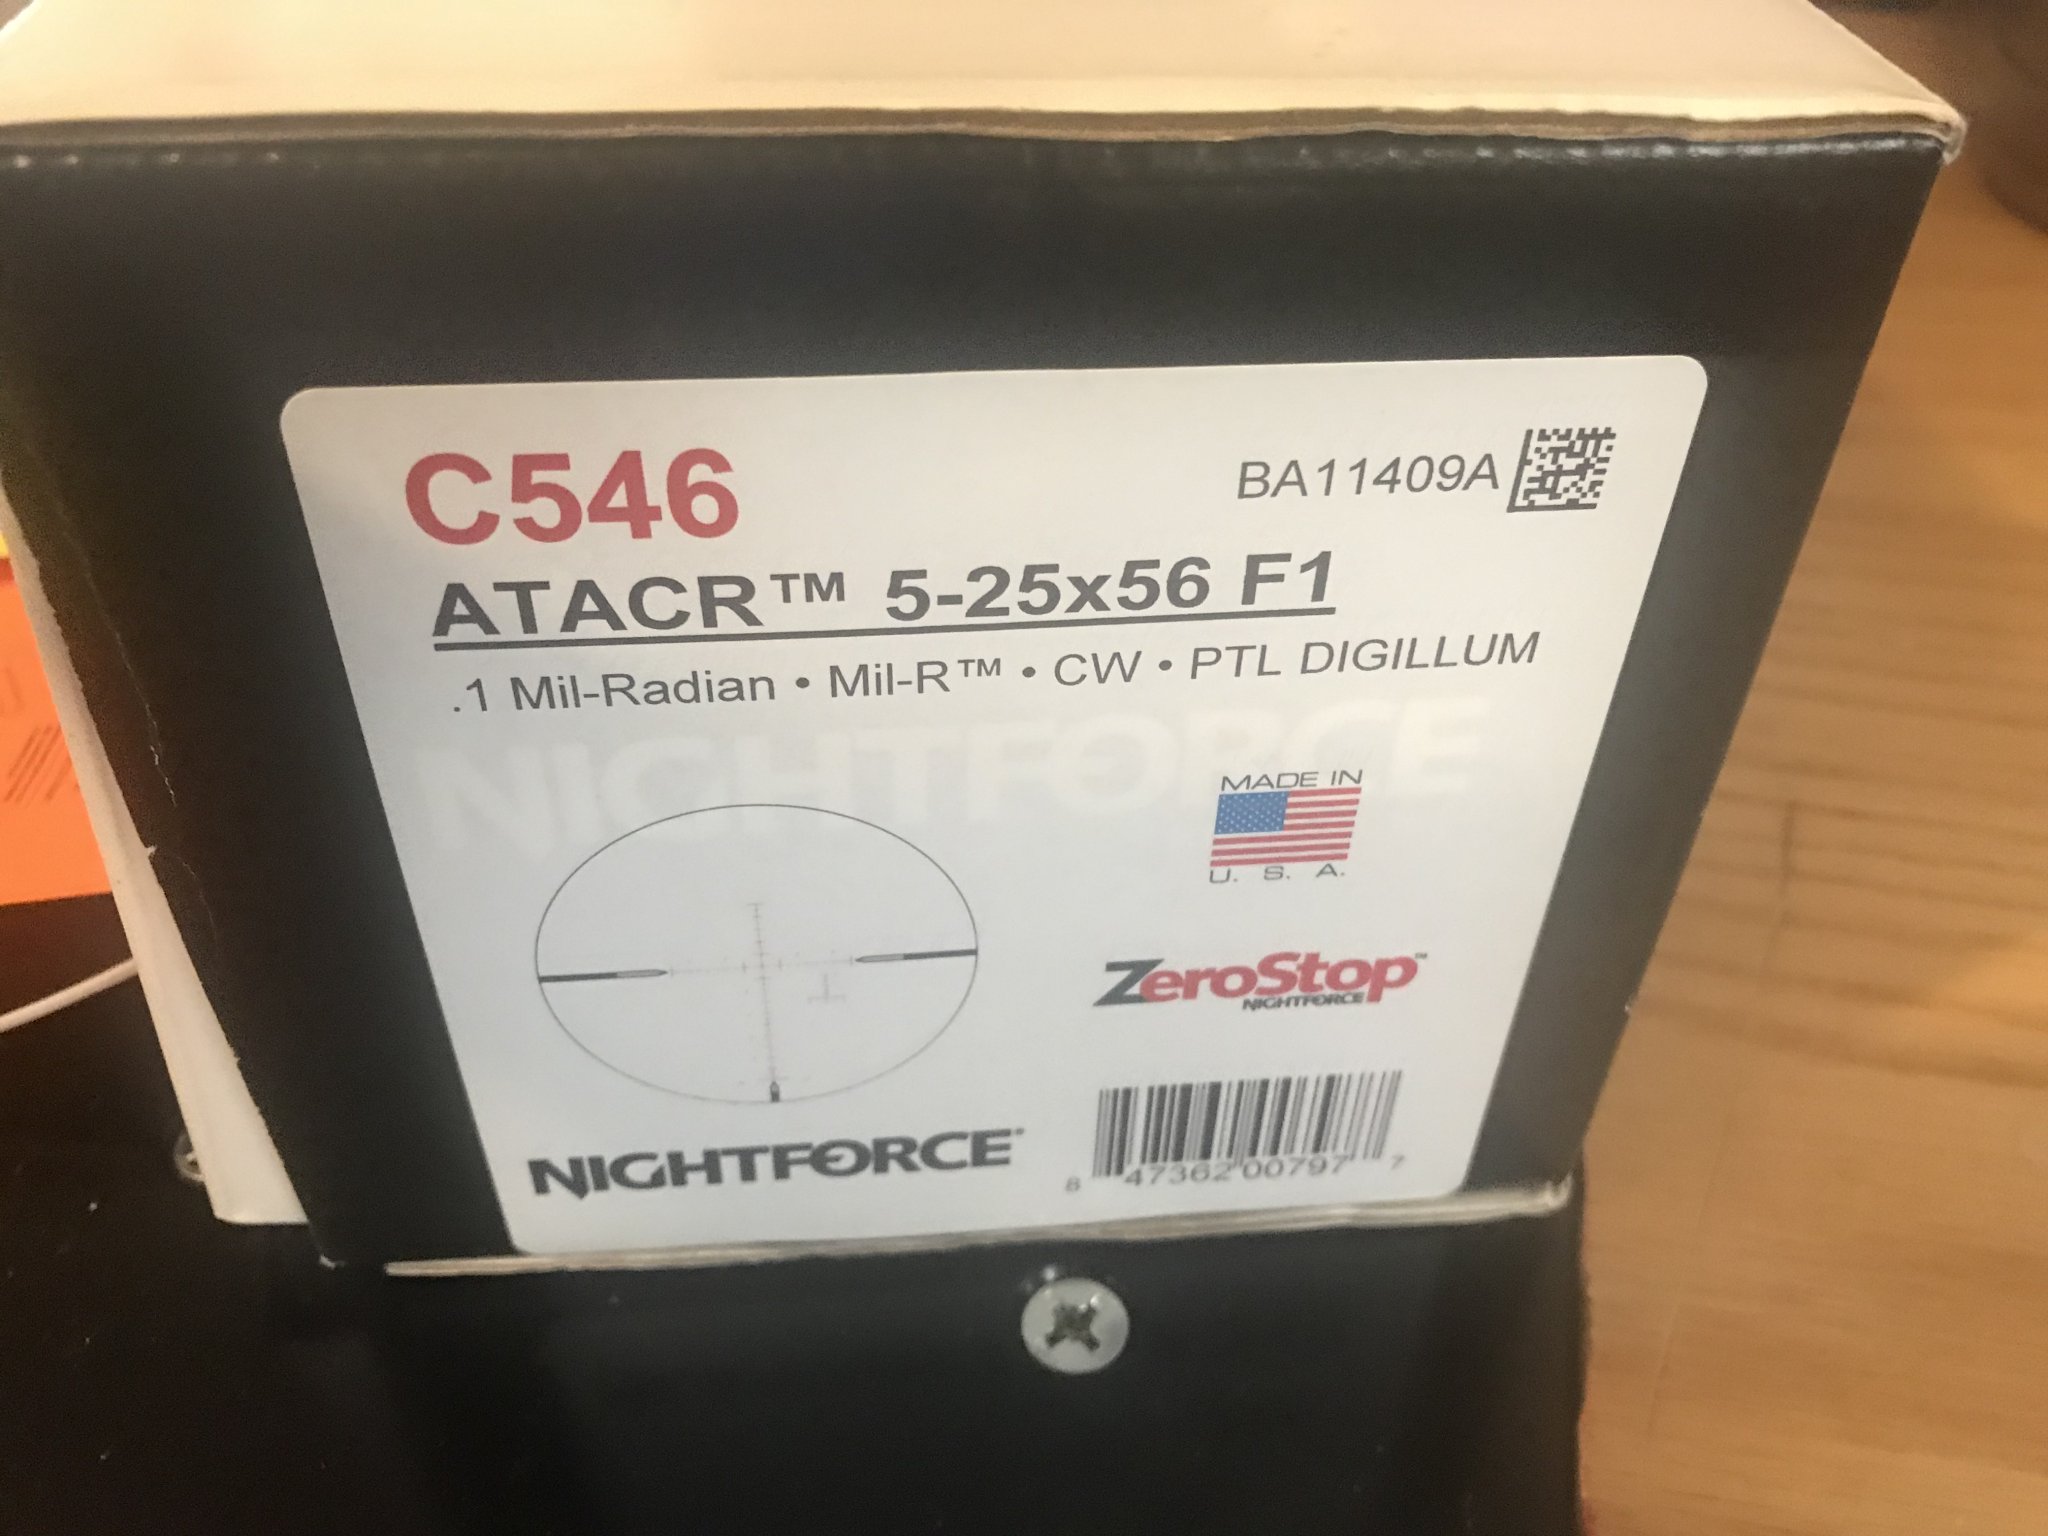 C546
BA11409A
ATACR™ 5-25x56 F1
.1 Mil-Radian • Mil-R™ • CW • PTL DIGILLUM
NIGHTFORCE
MADE IN
U. S. A.
ZeroStop™
NIGHTFORCE
NIGHTFORCE®
8 47362 00797 7